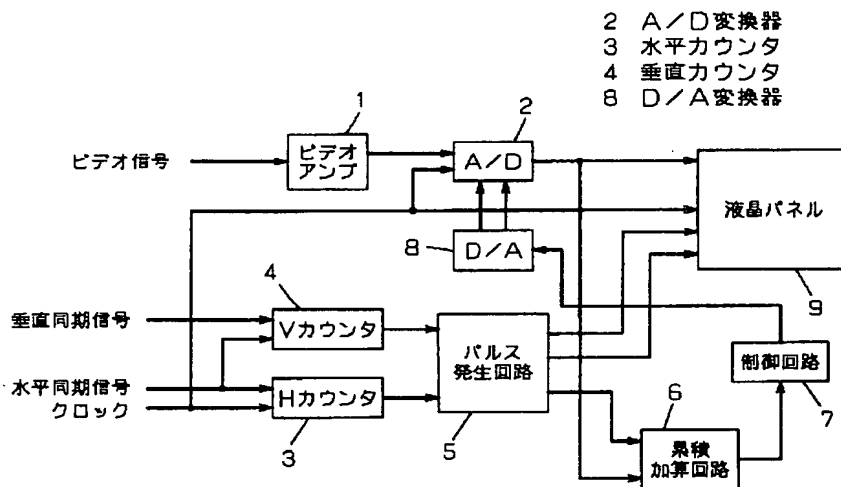 2 A/D変換器
3 水平カウンタ
4 垂直カウンタ
8 D/A変換器
1
2
ビデオ信号
ビデオ
アンプ
A/D
液晶パネル
8
D/A
9
4
垂直同期信号
Vカウンタ
パルス
発生回路
制御回路
7
水平同期信号
クロック
Hカウンタ
3
5
6
累積
加算回路